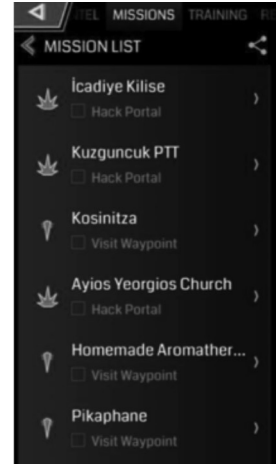 TEL MISSIONS TRAINING
MISSION LIST
İcadiye Kilise
Hack Portal
Kuzguncuk PTT
Hack Portal
Kosinitza
Visit Waypoint
Ayios Yeorgios Church
Hack Portal
Homemade Aromather...
Visit Waypoint
Pikaphane
Visit Waypoint